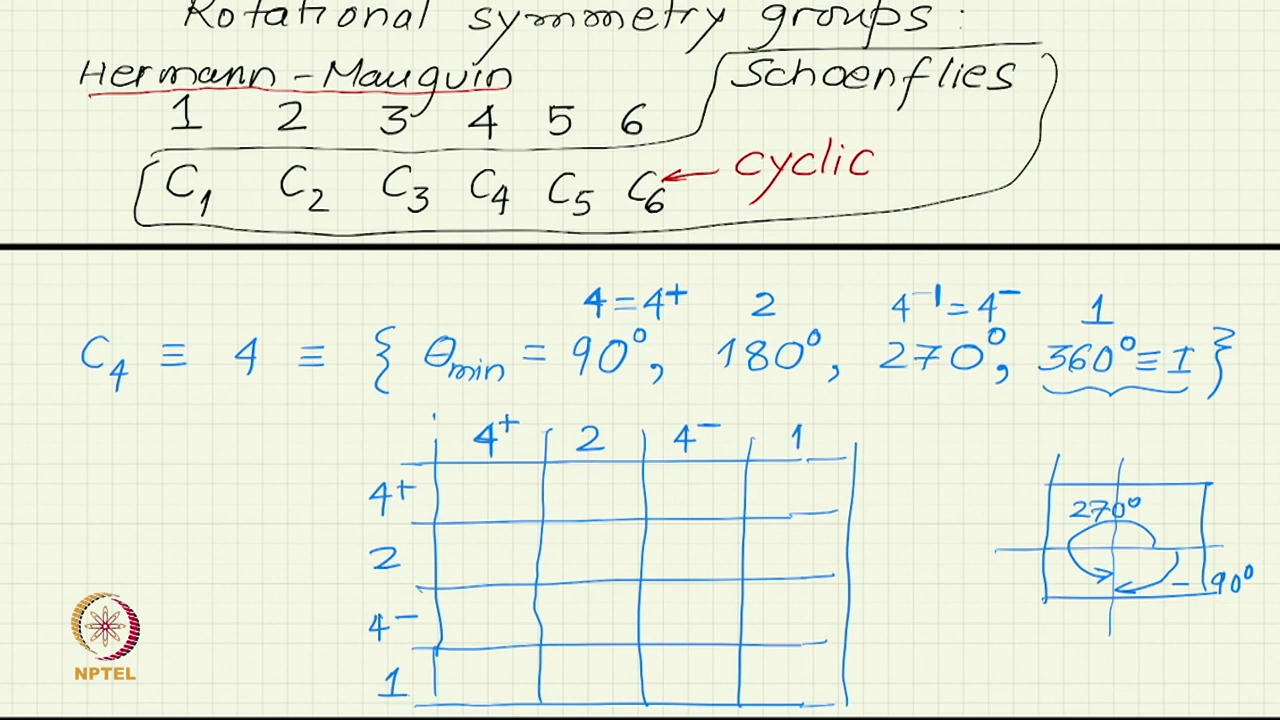 Rotational symmetry groups :
Hermann-Mauguin Schoenflies
1 2 3 4 5 6
C₁ C₂ C₃ C₄ C₅ C₆ ← cyclic
4 = 4⁺ 2 4⁻¹ = 4⁻ 1
C₄ ≡ 4 ≡ { θmin = 90°, 180°, 270°, 360° ≡ I }
4⁺ 2 4⁻ 1
4⁺
2
4⁻
1
270°
-90°
NPTEL